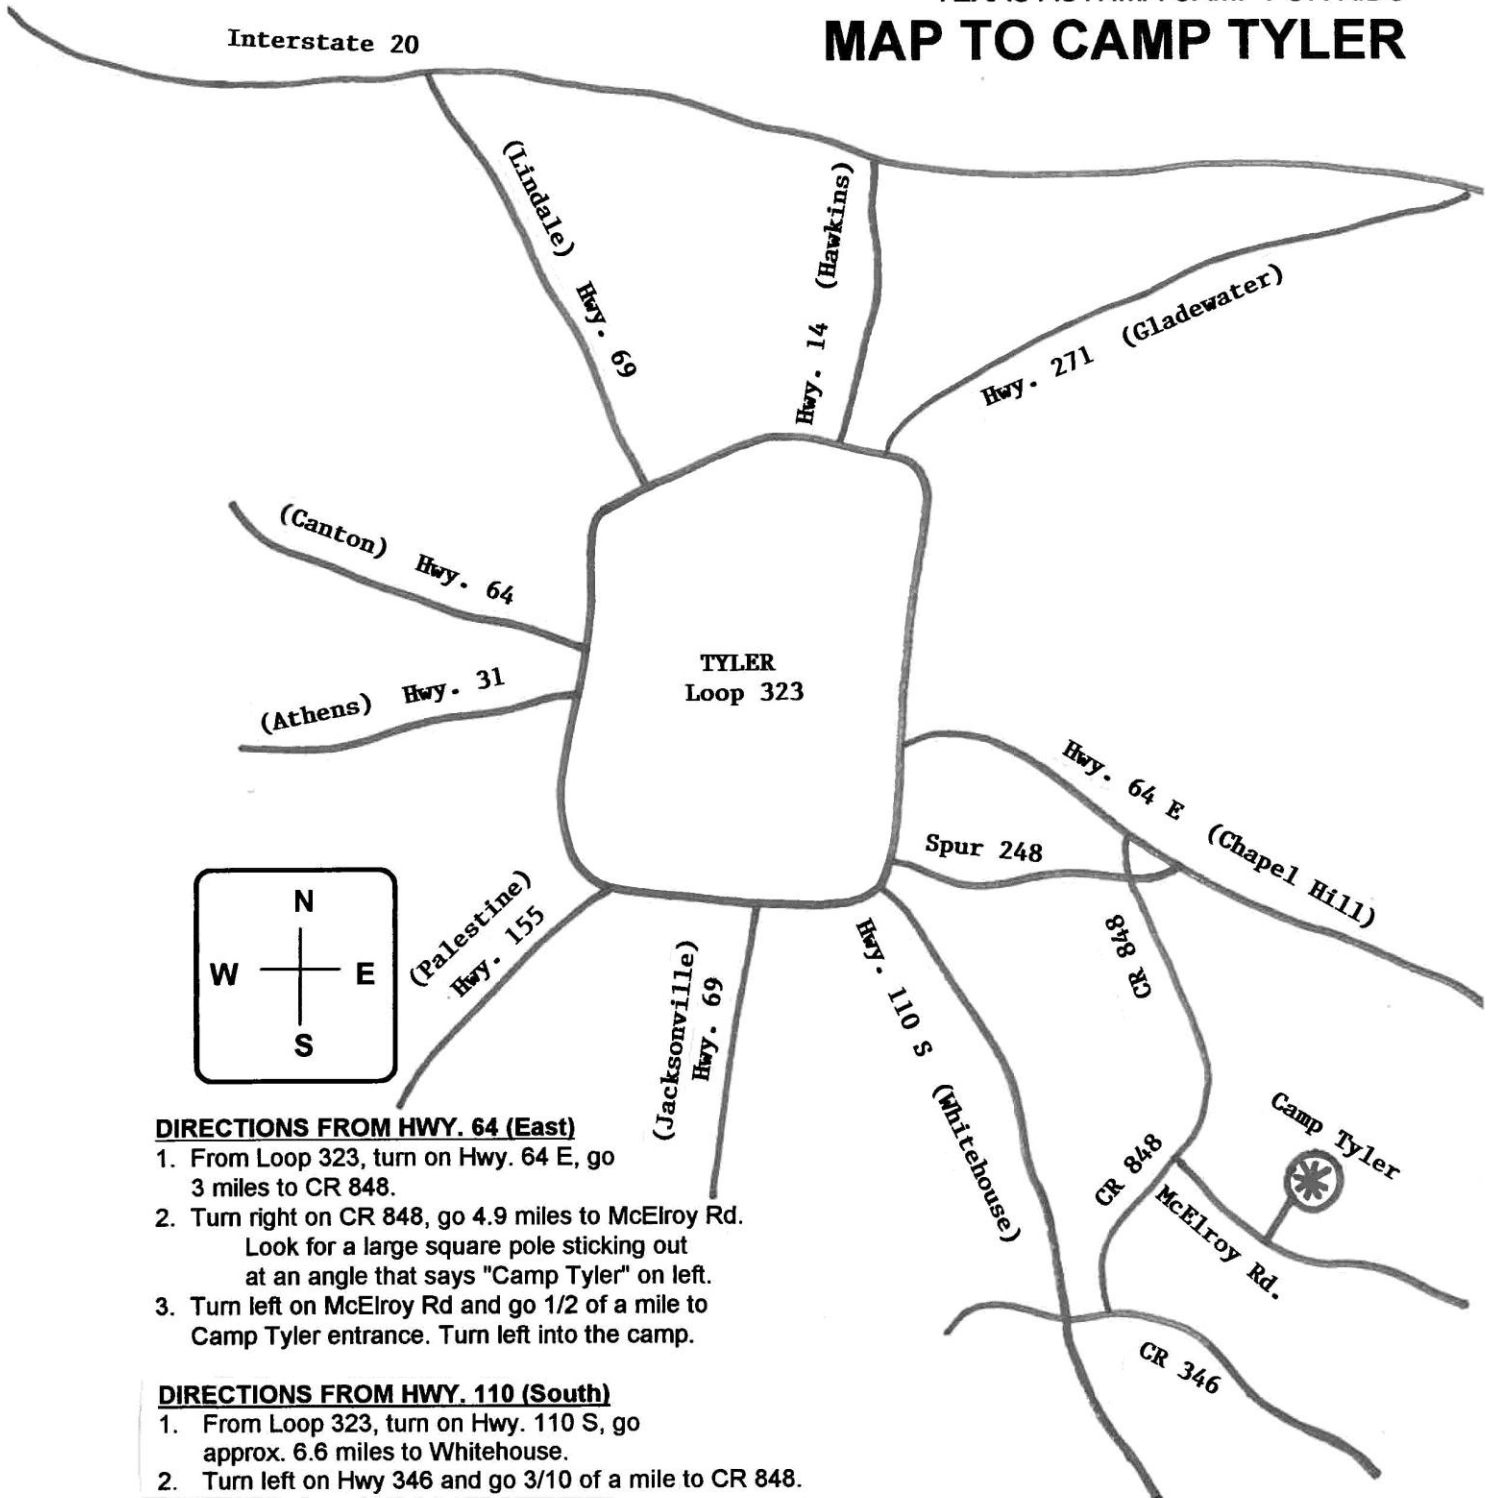 MAP TO CAMP TYLER
Interstate 20
(Lindale) Hwy. 69
Hwy. 14 (Hawkins)
Hwy. 271 (Gladewater)
(Canton) Hwy. 64
(Athens) Hwy. 31
TYLER
Loop 323
Hwy. 64 E (Chapel Hill)
Spur 248
CR 848
(Palestine)
Hwy. 155
(Jacksonville)
Hwy. 69
Hwy. 110 S (Whitehouse)
N
W E
S
Camp Tyler
CR 848
McElroy Rd.
CR 346
DIRECTIONS FROM HWY. 64 (East)
1. From Loop 323, turn on Hwy. 64 E, go
3 miles to CR 848.
2. Turn right on CR 848, go 4.9 miles to McElroy Rd.
Look for a large square pole sticking out
at an angle that says "Camp Tyler" on left.
3. Turn left on McElroy Rd and go 1/2 of a mile to
Camp Tyler entrance. Turn left into the camp.
DIRECTIONS FROM HWY. 110 (South)
1. From Loop 323, turn on Hwy. 110 S, go
approx. 6.6 miles to Whitehouse.
2. Turn left on Hwy 346 and go 3/10 of a mile to CR 848.